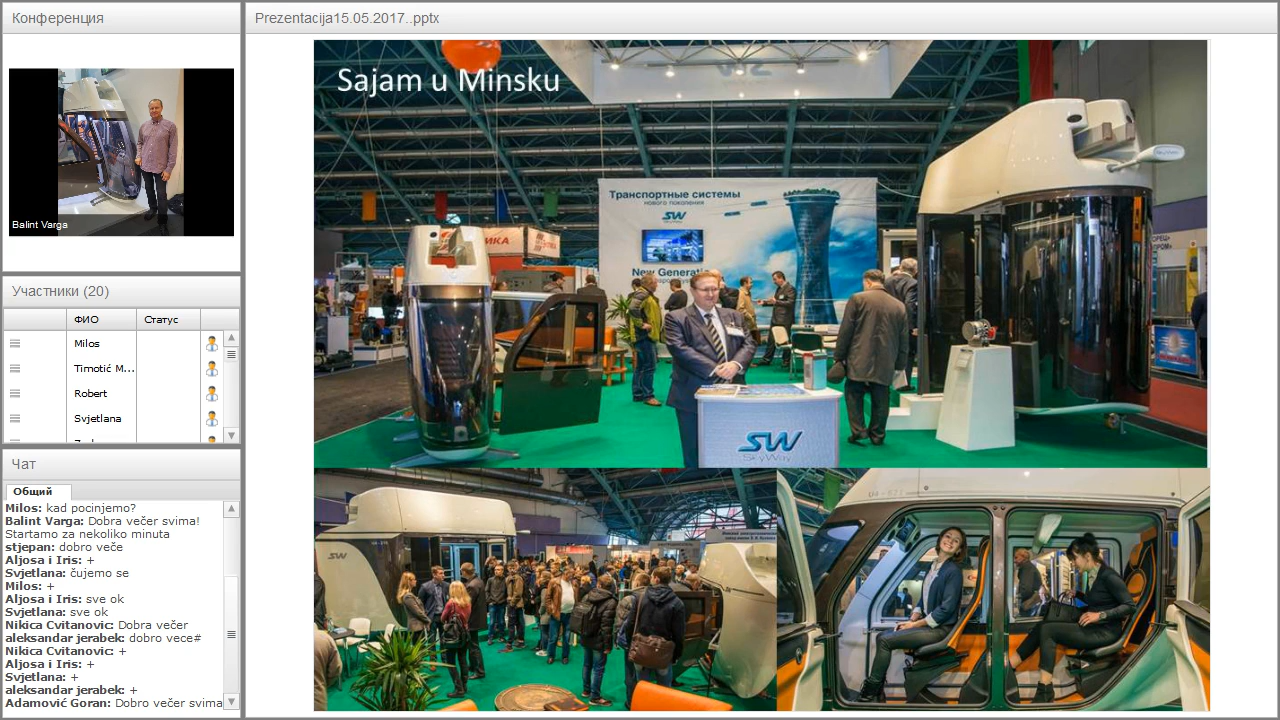 Конференция
Balint Varga
Участники (20)
ФИО
Статус
Milos
Timotić M...
Robert
Svjetlana
Чат
Общий
Milos: kad pocinjemo?
Balint Varga: Dobra večer svima!
Startamo za nekoliko minuta
stjepan: dobro veče
Aljosa i Iris: +
Svjetlana: čujemo se
Milos: +
Aljosa i Iris: sve ok
Svjetlana: sve ok
Nikica Cvitanovic: Dobra večer
aleksandar jerabek: dobro vece#
Nikica Cvitanovic: +
Aljosa i Iris: +
Svjetlana: +
aleksandar jerabek: +
Adamović Goran: Dobro večer svima
Prezentacija15.05.2017..pptx
Sajam u Minsku
Транспортные системы
нового поколения
SW
SkyWay
New Generation
SW
SkyWay
SW